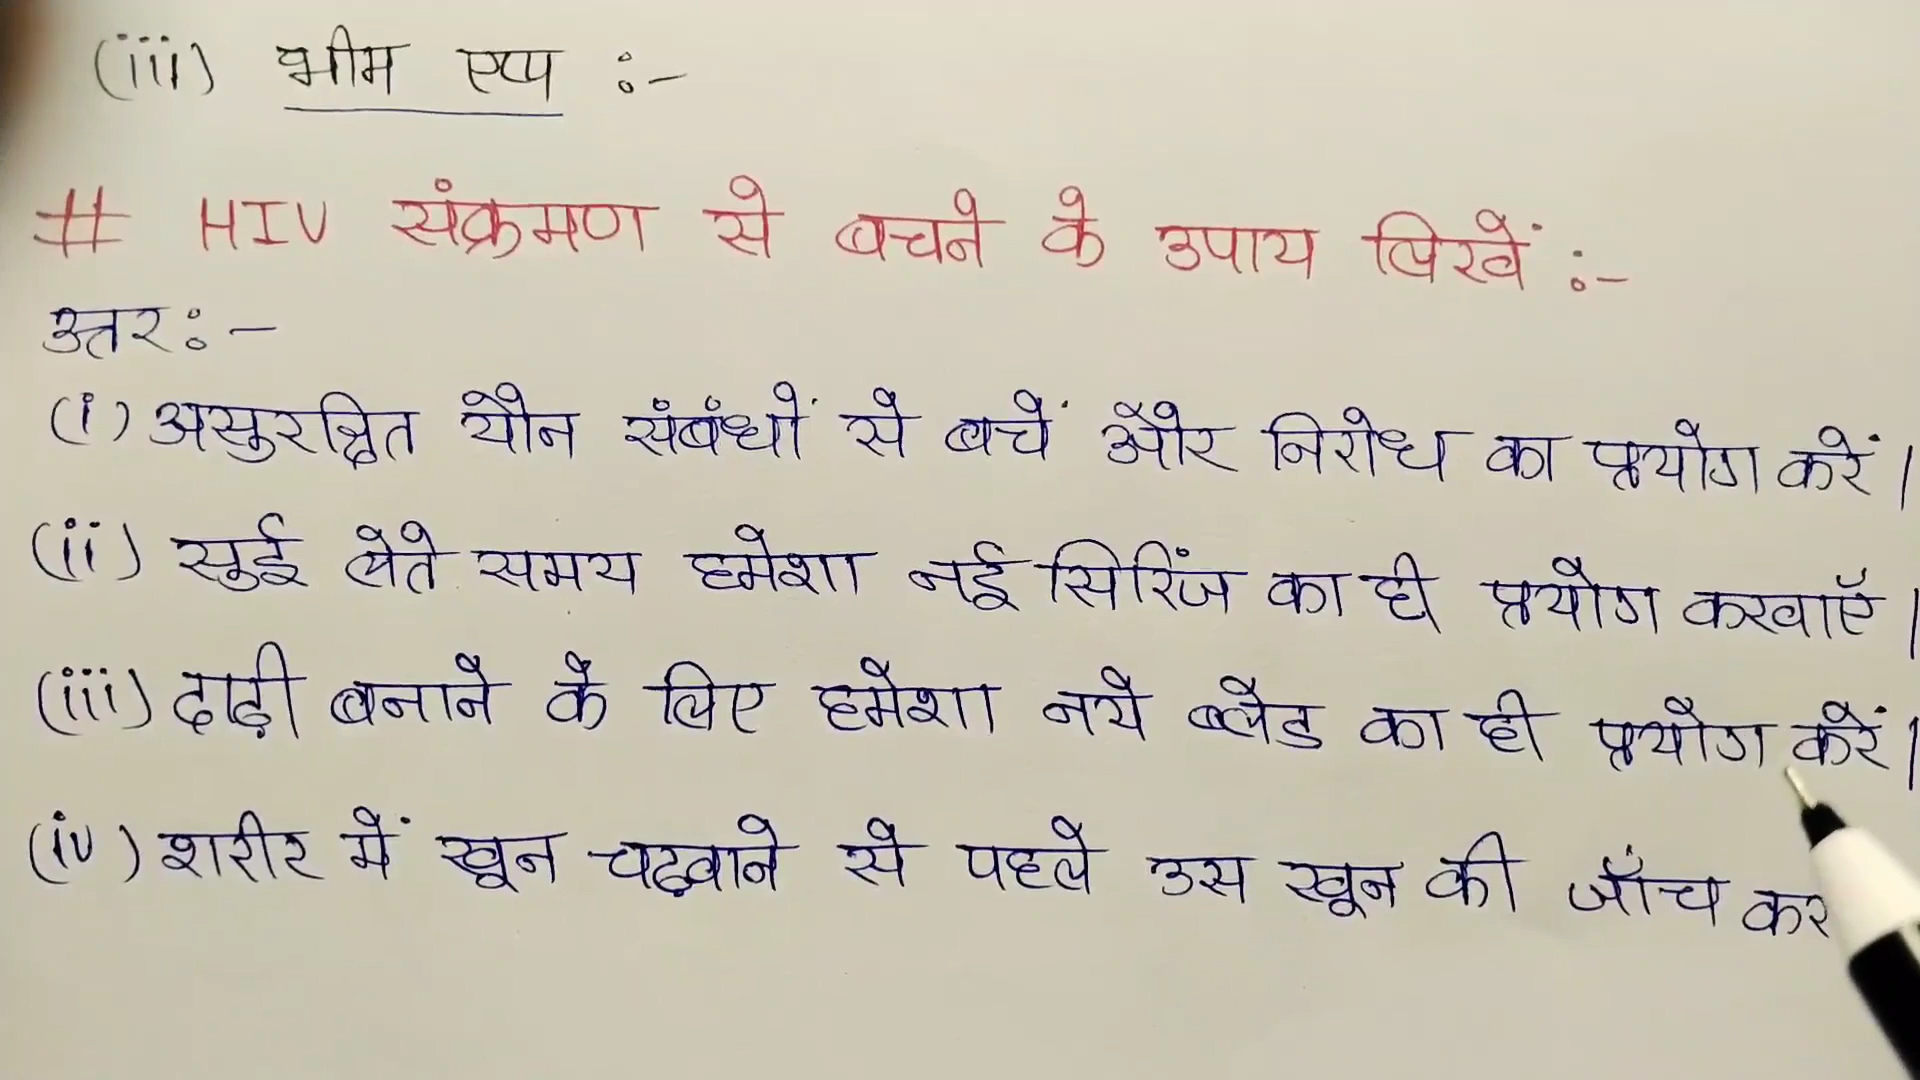 (iii) भीम एप :-
# HIV संक्रमण से बचने के उपाय लिखें :-
उत्तर :-
(i) असुरक्षित यौन संबंधों से बचें और निरोध का प्रयोग करें।
(ii) सुई लेते समय हमेशा नई सिरिंज का ही प्रयोग करवाएँ।
(iii) दाढ़ी बनाने के लिए हमेशा नये ब्लेड का ही प्रयोग करें।
(iv) शरीर में खून चढ़वाने से पहले उस खून की जाँच कर